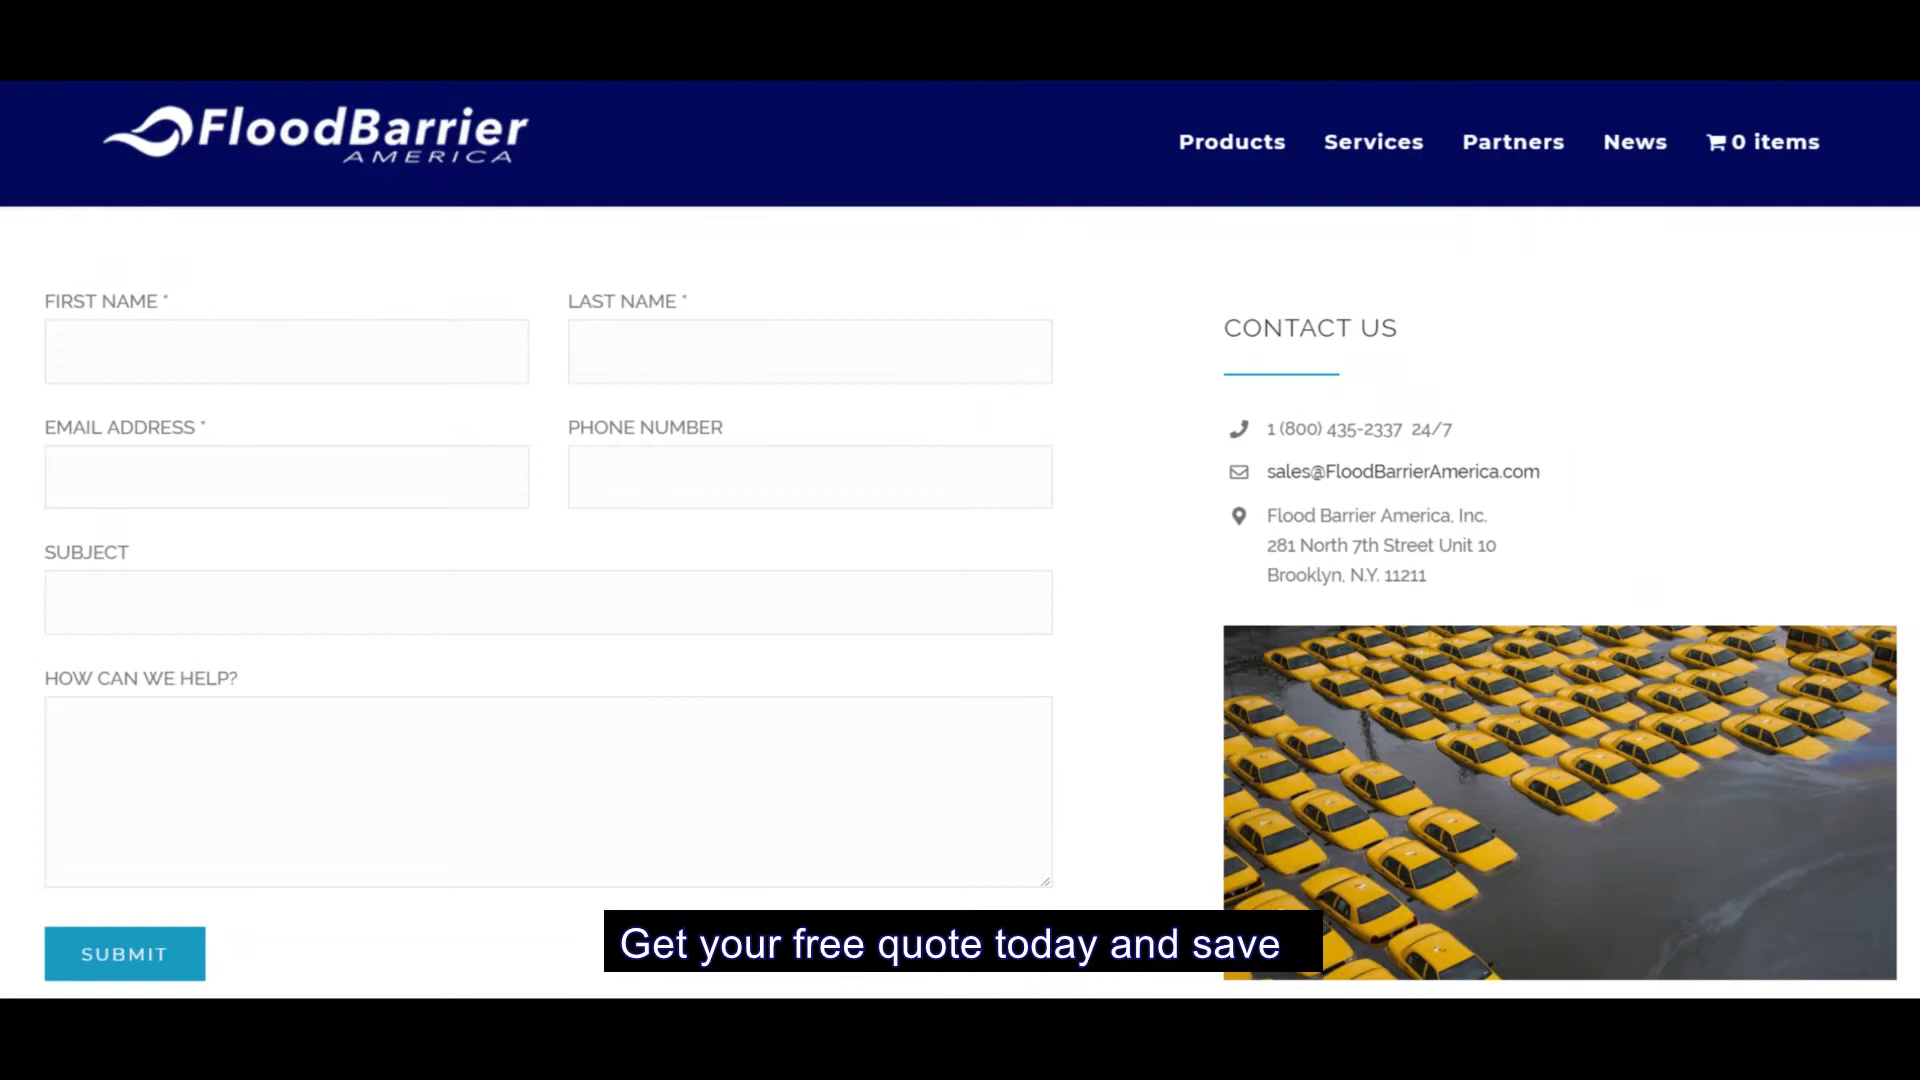 FloodBarrier
AMERICA
Products Services Partners News 0 items
FIRST NAME * LAST NAME *
EMAIL ADDRESS * PHONE NUMBER
SUBJECT
HOW CAN WE HELP?
SUBMIT
CONTACT US
1 (800) 435-2337 24/7
sales@FloodBarrierAmerica.com
Flood Barrier America, Inc.
281 North 7th Street Unit 10
Brooklyn, N.Y. 11211
Get your free quote today and save